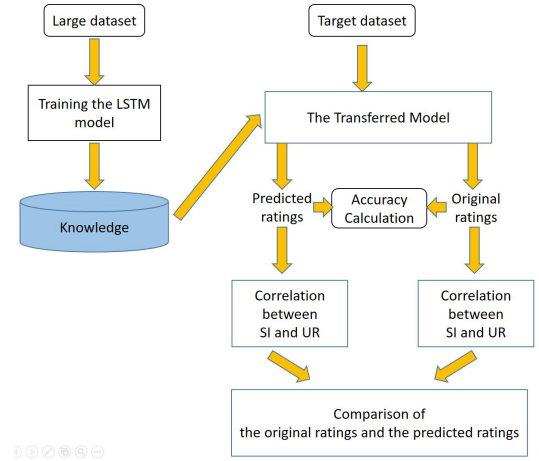 Large dataset
Target dataset
Training the LSTM
model
The Transferred Model
Knowledge
Predicted
ratings
Accuracy
Calculation
Original
ratings
Correlation
between
SI and UR
Correlation
between
SI and UR
Comparison of
the original ratings and the predicted ratings